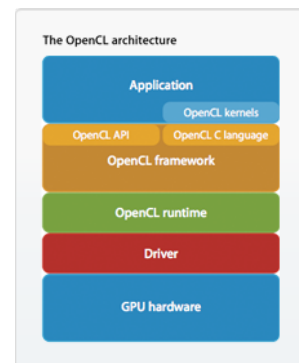 The OpenCL architecture
Application
OpenCL kernels
OpenCL API OpenCL C language
OpenCL framework
OpenCL runtime
Driver
GPU hardware